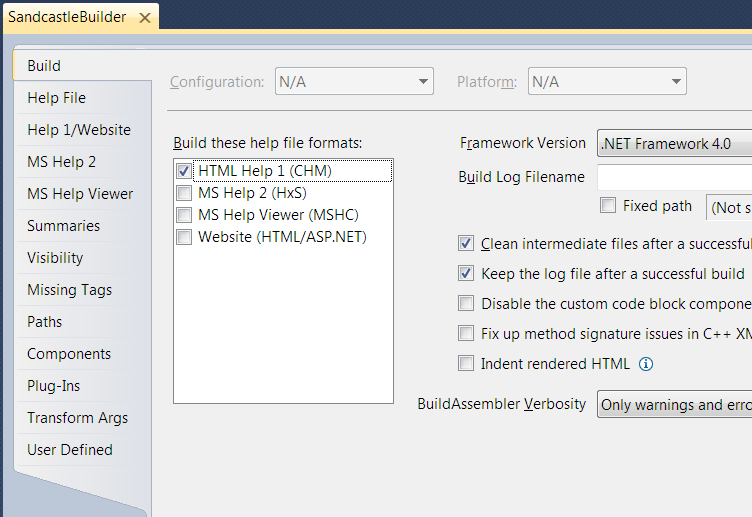 SandcastleBuilder
Build
Help File
Help 1/Website
MS Help 2
MS Help Viewer
Summaries
Visibility
Missing Tags
Paths
Components
Plug-Ins
Transform Args
User Defined
Configuration: N/A Platform: N/A
Build these help file formats:
HTML Help 1 (CHM)
MS Help 2 (HxS)
MS Help Viewer (MSHC)
Website (HTML/ASP.NET)
Framework Version .NET Framework 4.0
Build Log Filename
Fixed path (Not s
Clean intermediate files after a successful
Keep the log file after a successful build
Disable the custom code block compone
Fix up method signature issues in C++ XM
Indent rendered HTML
BuildAssembler Verbosity Only warnings and erro